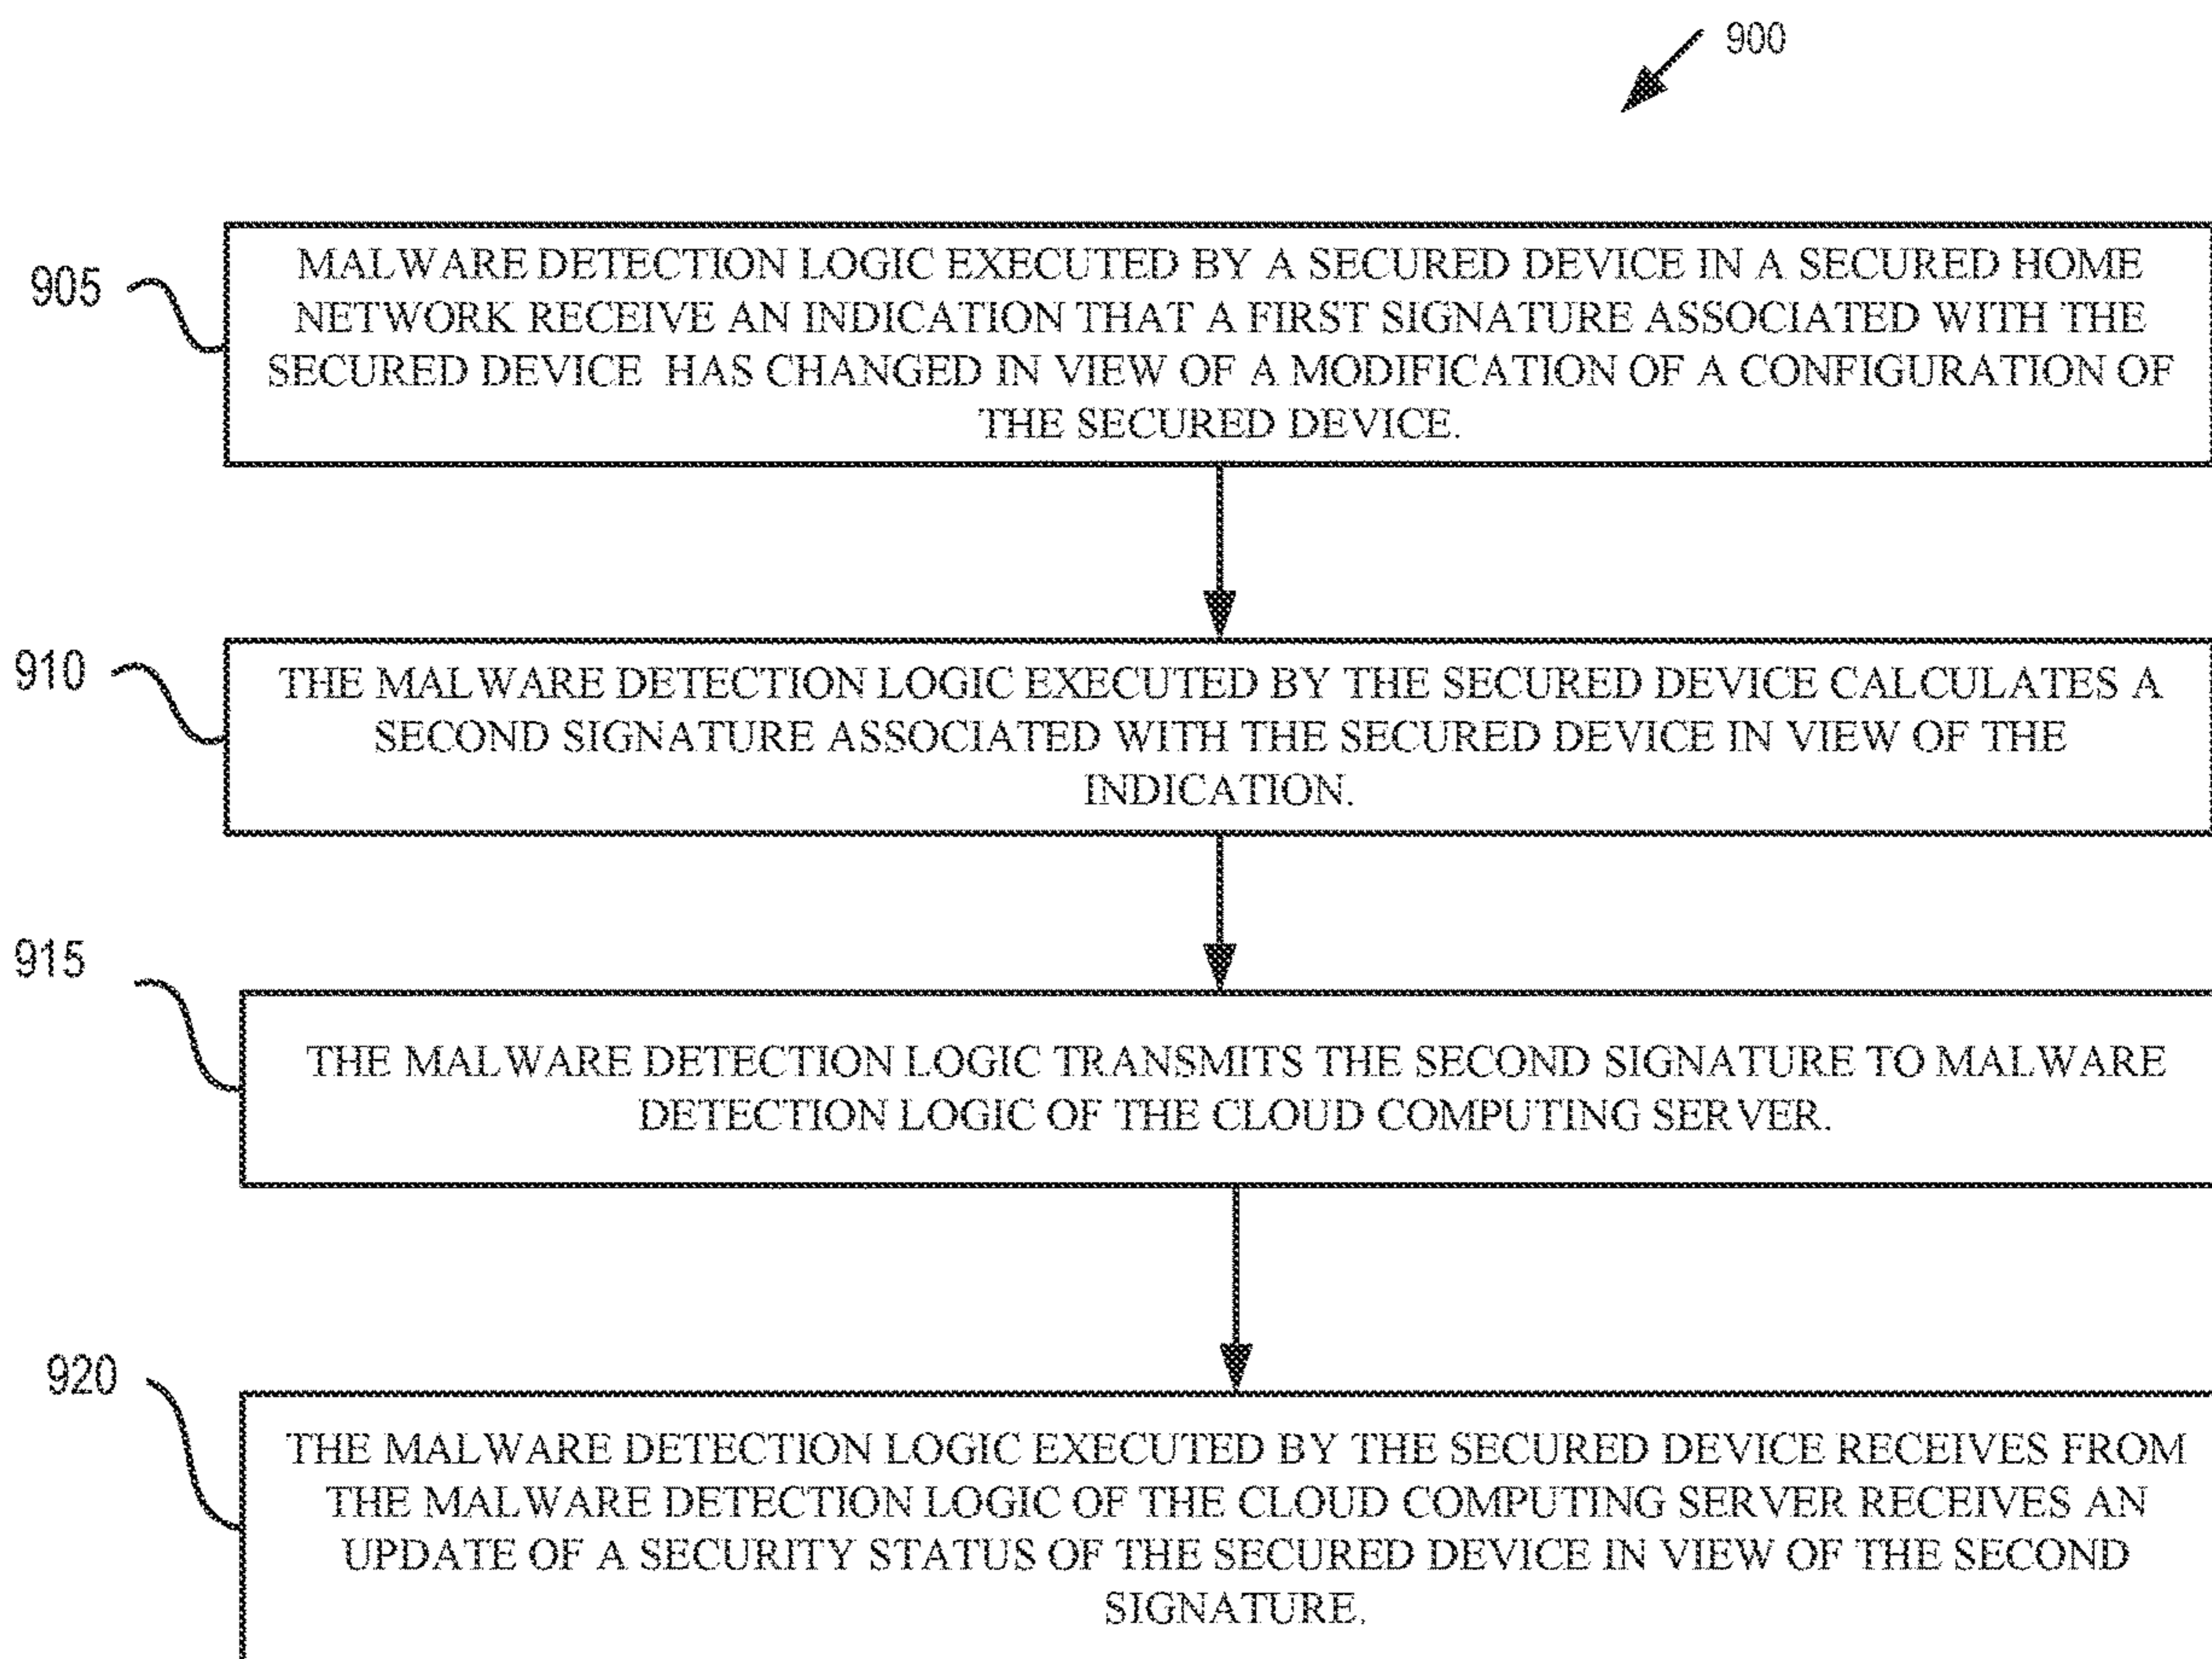 900
905
MALWARE DETECTION LOGIC EXECUTED BY A SECURED DEVICE IN A SECURED HOME
NETWORK RECEIVE AN INDICATION THAT A FIRST SIGNATURE ASSOCIATED WITH THE
SECURED DEVICE HAS CHANGED IN VIEW OF A MODIFICATION OF A CONFIGURATION OF
THE SECURED DEVICE.
910
THE MALWARE DETECTION LOGIC EXECUTED BY THE SECURED DEVICE CALCULATES A
SECOND SIGNATURE ASSOCIATED WITH THE SECURED DEVICE IN VIEW OF THE
INDICATION.
915
THE MALWARE DETECTION LOGIC TRANSMITS THE SECOND SIGNATURE TO MALWARE
DETECTION LOGIC OF THE CLOUD COMPUTING SERVER.
920
THE MALWARE DETECTION LOGIC EXECUTED BY THE SECURED DEVICE RECEIVES FROM
THE MALWARE DETECTION LOGIC OF THE CLOUD COMPUTING SERVER RECEIVES AN
UPDATE OF A SECURITY STATUS OF THE SECURED DEVICE IN VIEW OF THE SECOND
SIGNATURE.